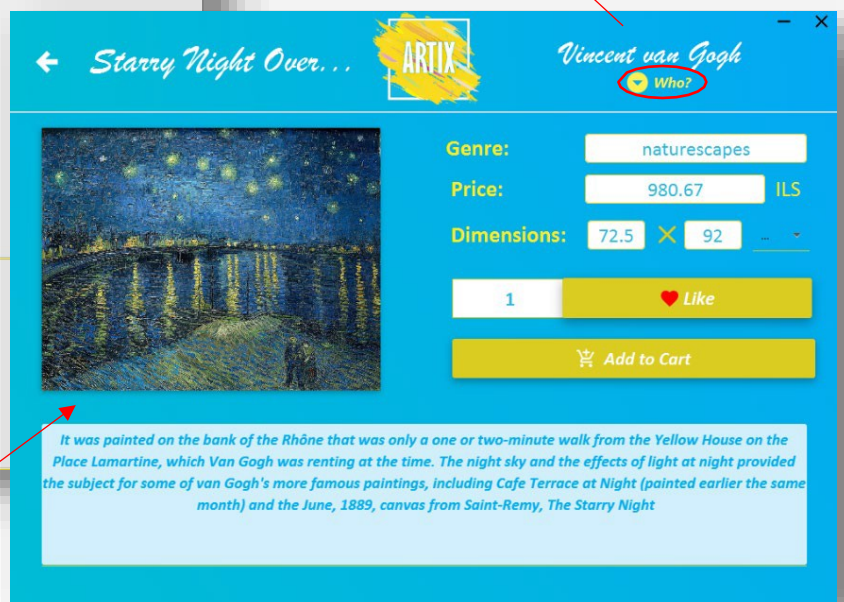 Starry Night Over...
ARTIX
Vincent van Gogh
Who?
Genre:
naturescapes
Price:
980.67
ILS
Dimensions:
72.5 × 92 ...
1
Like
Add to Cart
It was painted on the bank of the Rhône that was only a one or two-minute walk from the Yellow House on the
Place Lamartine, which Van Gogh was renting at the time. The night sky and the effects of light at night provided
the subject for some of van Gogh's more famous paintings, including Cafe Terrace at Night (painted earlier the same
month) and the June, 1889, canvas from Saint-Remy, The Starry Night